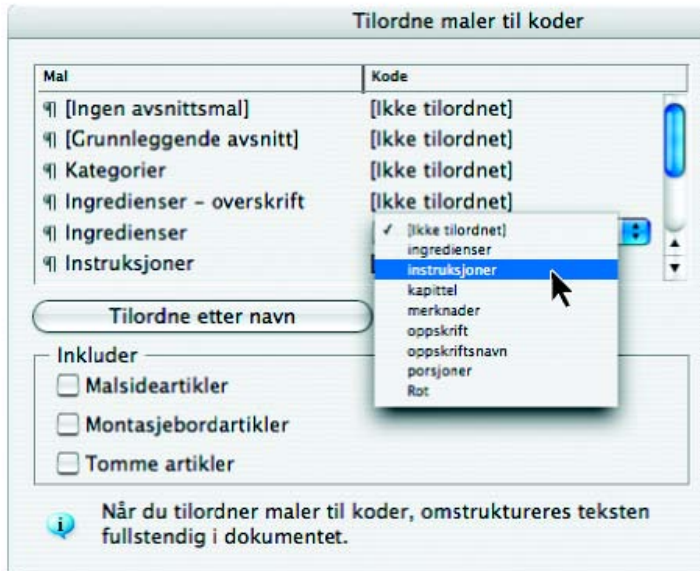 Tilordne maler til koder
Mal Kode
¶ [Ingen avsnittsmal] [Ikke tilordnet]
¶ [Grunnleggende avsnitt] [Ikke tilordnet]
¶ Kategorier [Ikke tilordnet]
¶ Ingredienser – overskrift [Ikke tilordnet]
¶ Ingredienser ✓ [Ikke tilordnet]
ingredienser
¶ Instruksjoner instruksjoner
kapittel
merknader
oppskrift
oppskriftsnavn
porsjoner
Rot
Tilordne etter navn
Inkluder
Malsideartikler
Montasjebordartikler
Tomme artikler
Når du tilordner maler til koder, omstruktureres teksten
fullstendig i dokumentet.